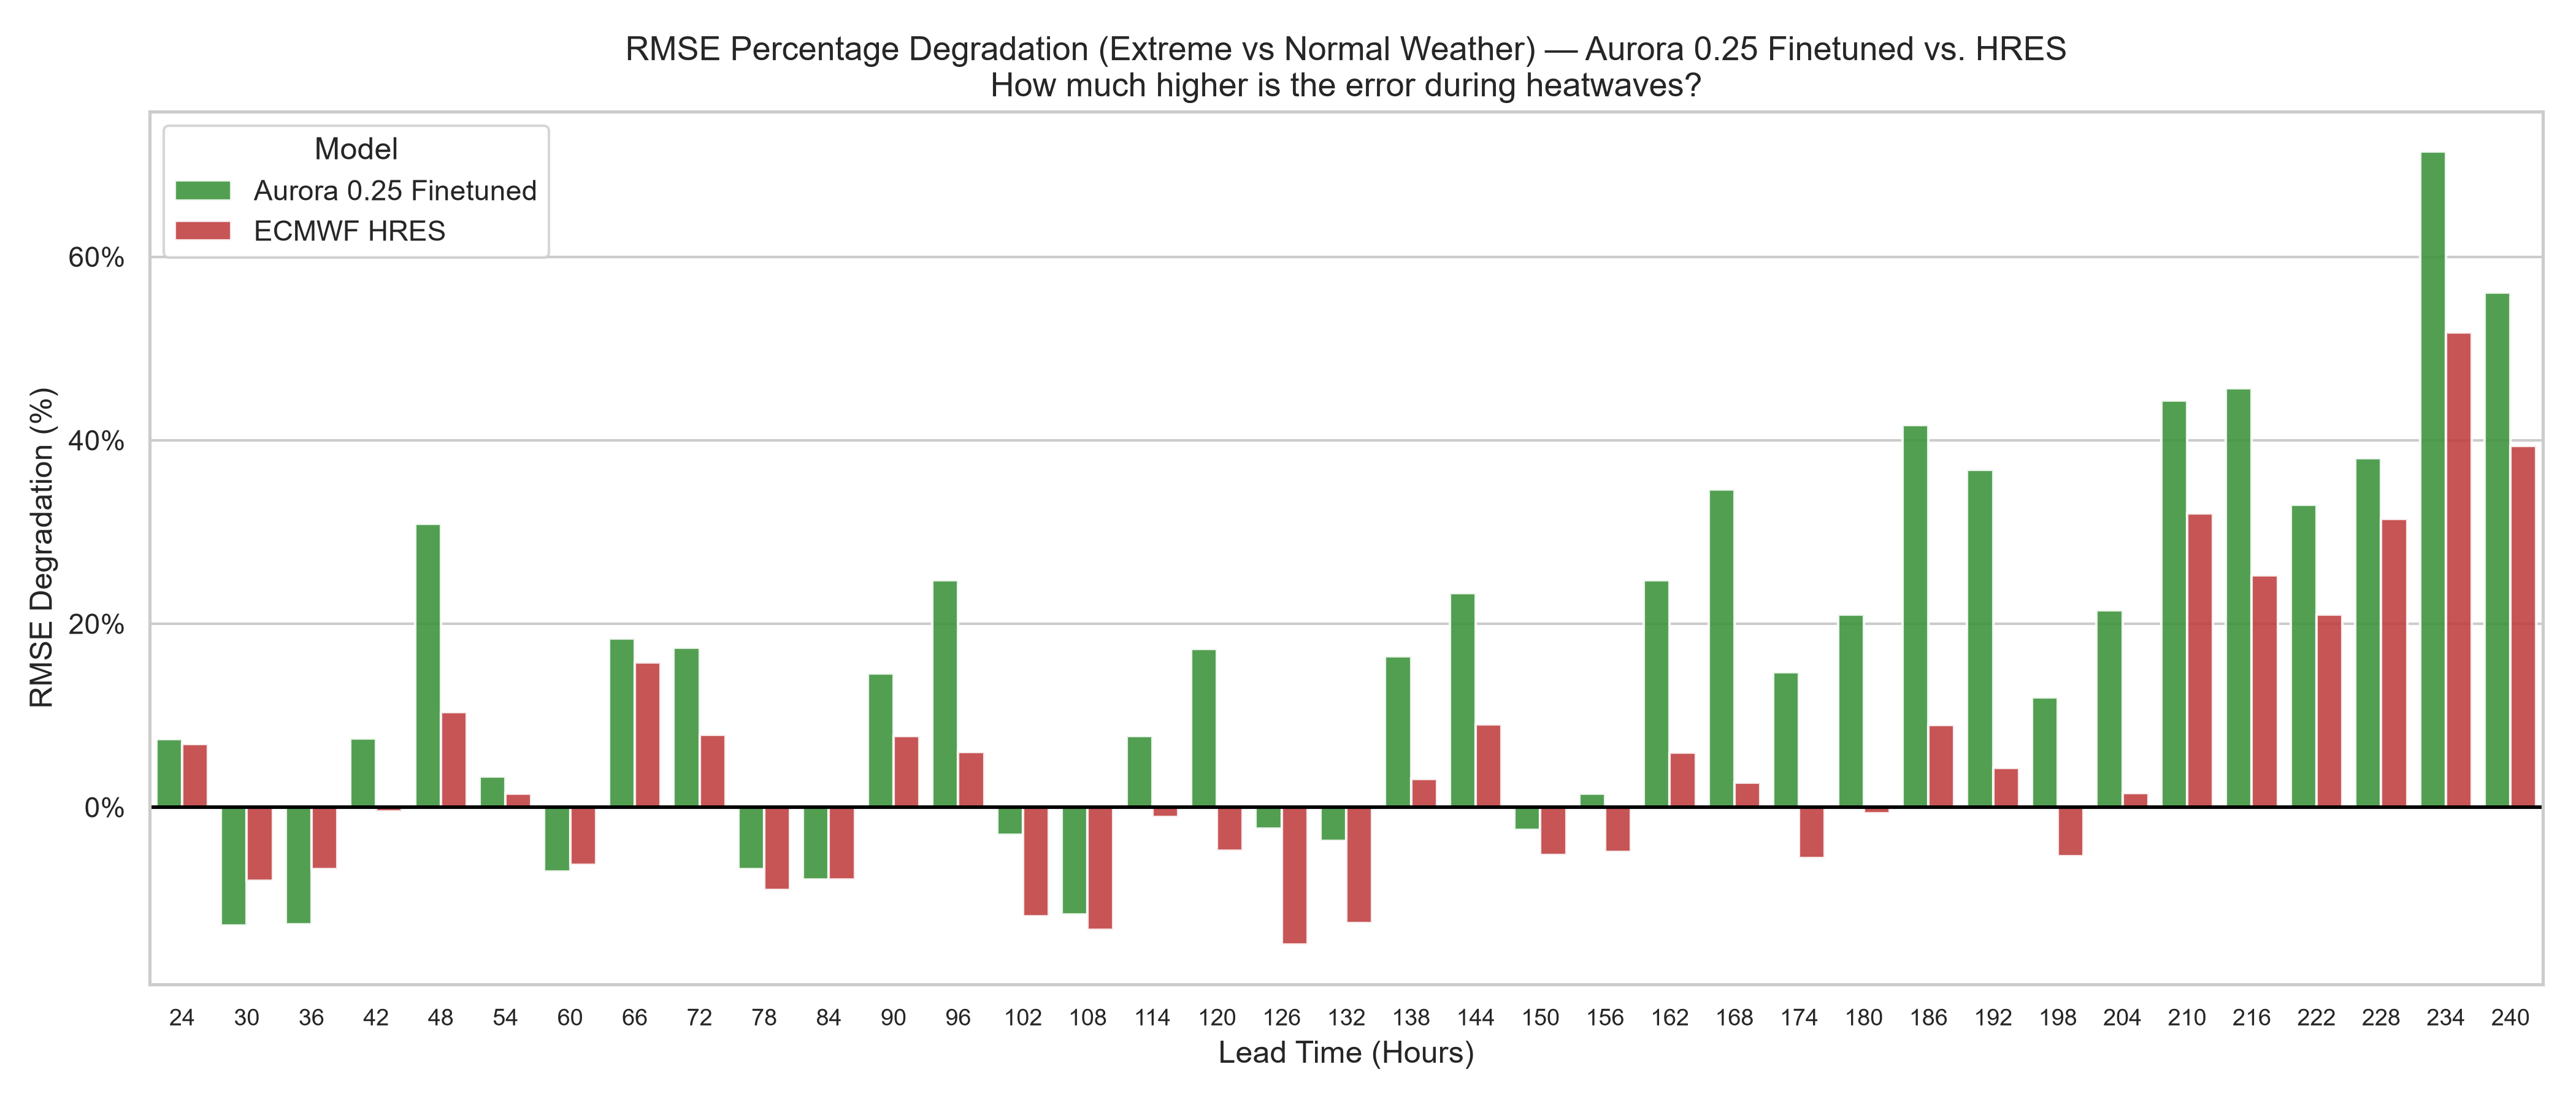 RMSE Percentage Degradation (Extreme vs Normal Weather) — Aurora 0.25 Finetuned vs. HRES
How much higher is the error during heatwaves?
Model
Aurora 0.25 Finetuned
ECMWF HRES
RMSE Degradation (%)
60%
40%
20%
0%
24 30 36 42 48 54 60 66 72 78 84 90 96 102 108 114 120 126 132 138 144 150 156 162 168 174 180 186 192 198 204 210 216 222 228 234 240
Lead Time (Hours)